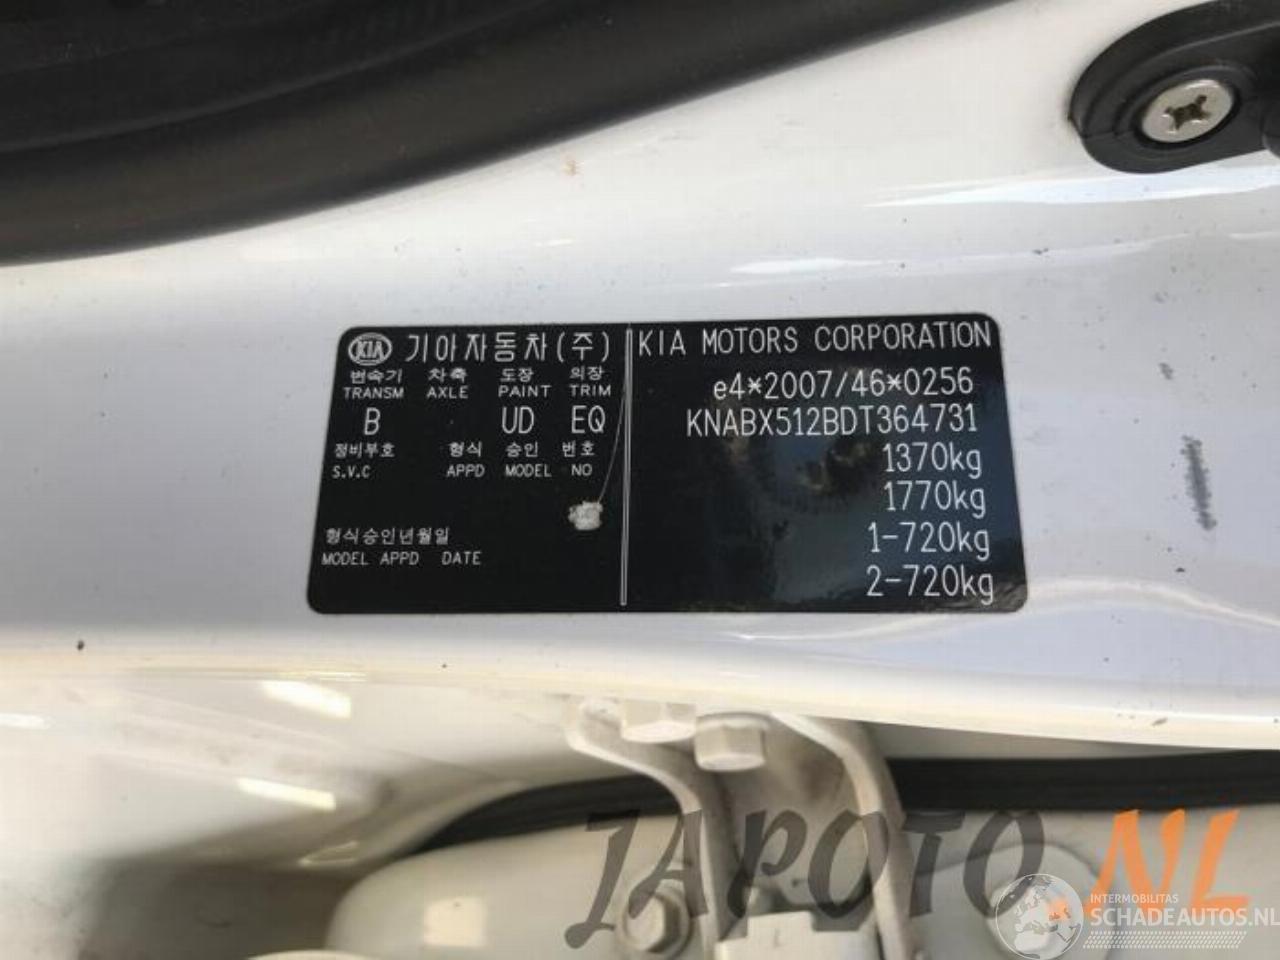 KIA 기아자동차(주)
변속기 차축 도장 의장
TRANSM AXLE PAINT TRIM
B UD EQ
정비부호 형식 승인 번호
S.V.C APPD MODEL NO
형식승인년월일
MODEL APPD DATE
KIA MOTORS CORPORATION
e4*2007/46*0256
KNABX512BDT364731
1370kg
1770kg
1-720kg
2-720kg
JAPOTO.NL
INTERMOBILITAS
SCHADEAUTOS.NL